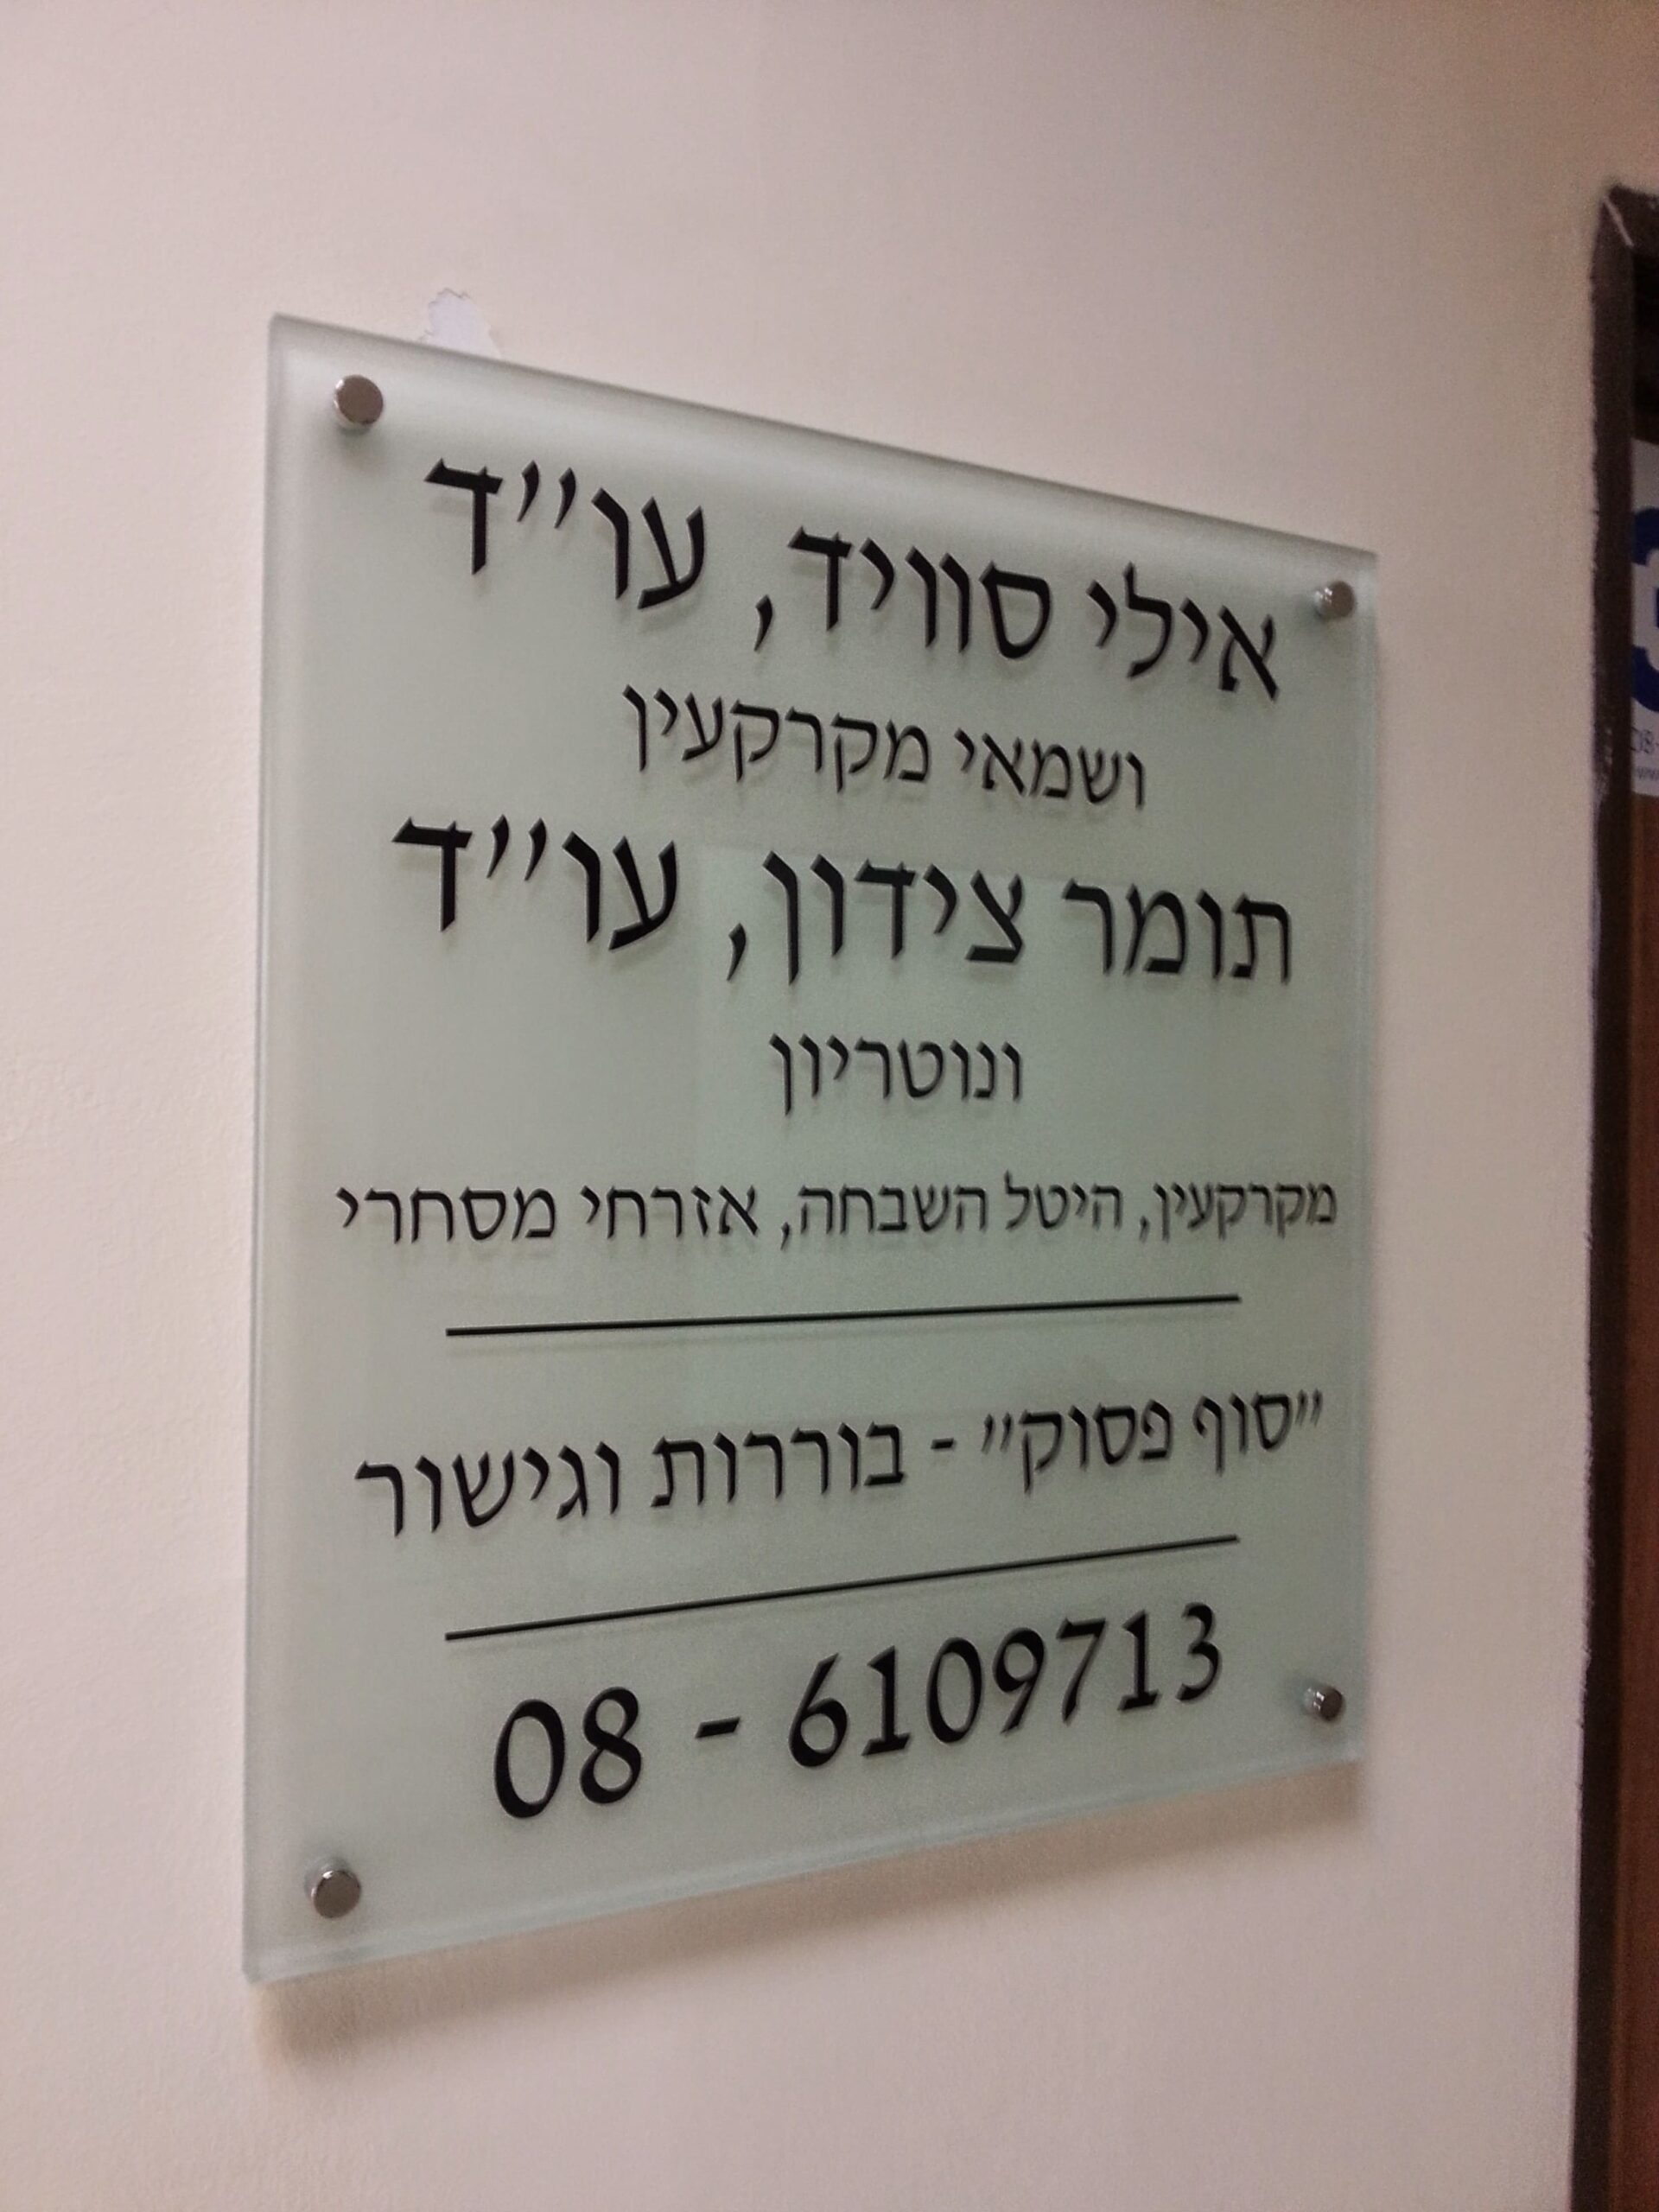 אילי סוויד, עו"ד
ושמאי מקרקעין
תומר צידון, עו"ד
ונוטריון
מקרקעין, היטל השבחה, אזרחי מסחרי
"סוף פסוק" - בוררות וגישור
08 - 6109713
08-